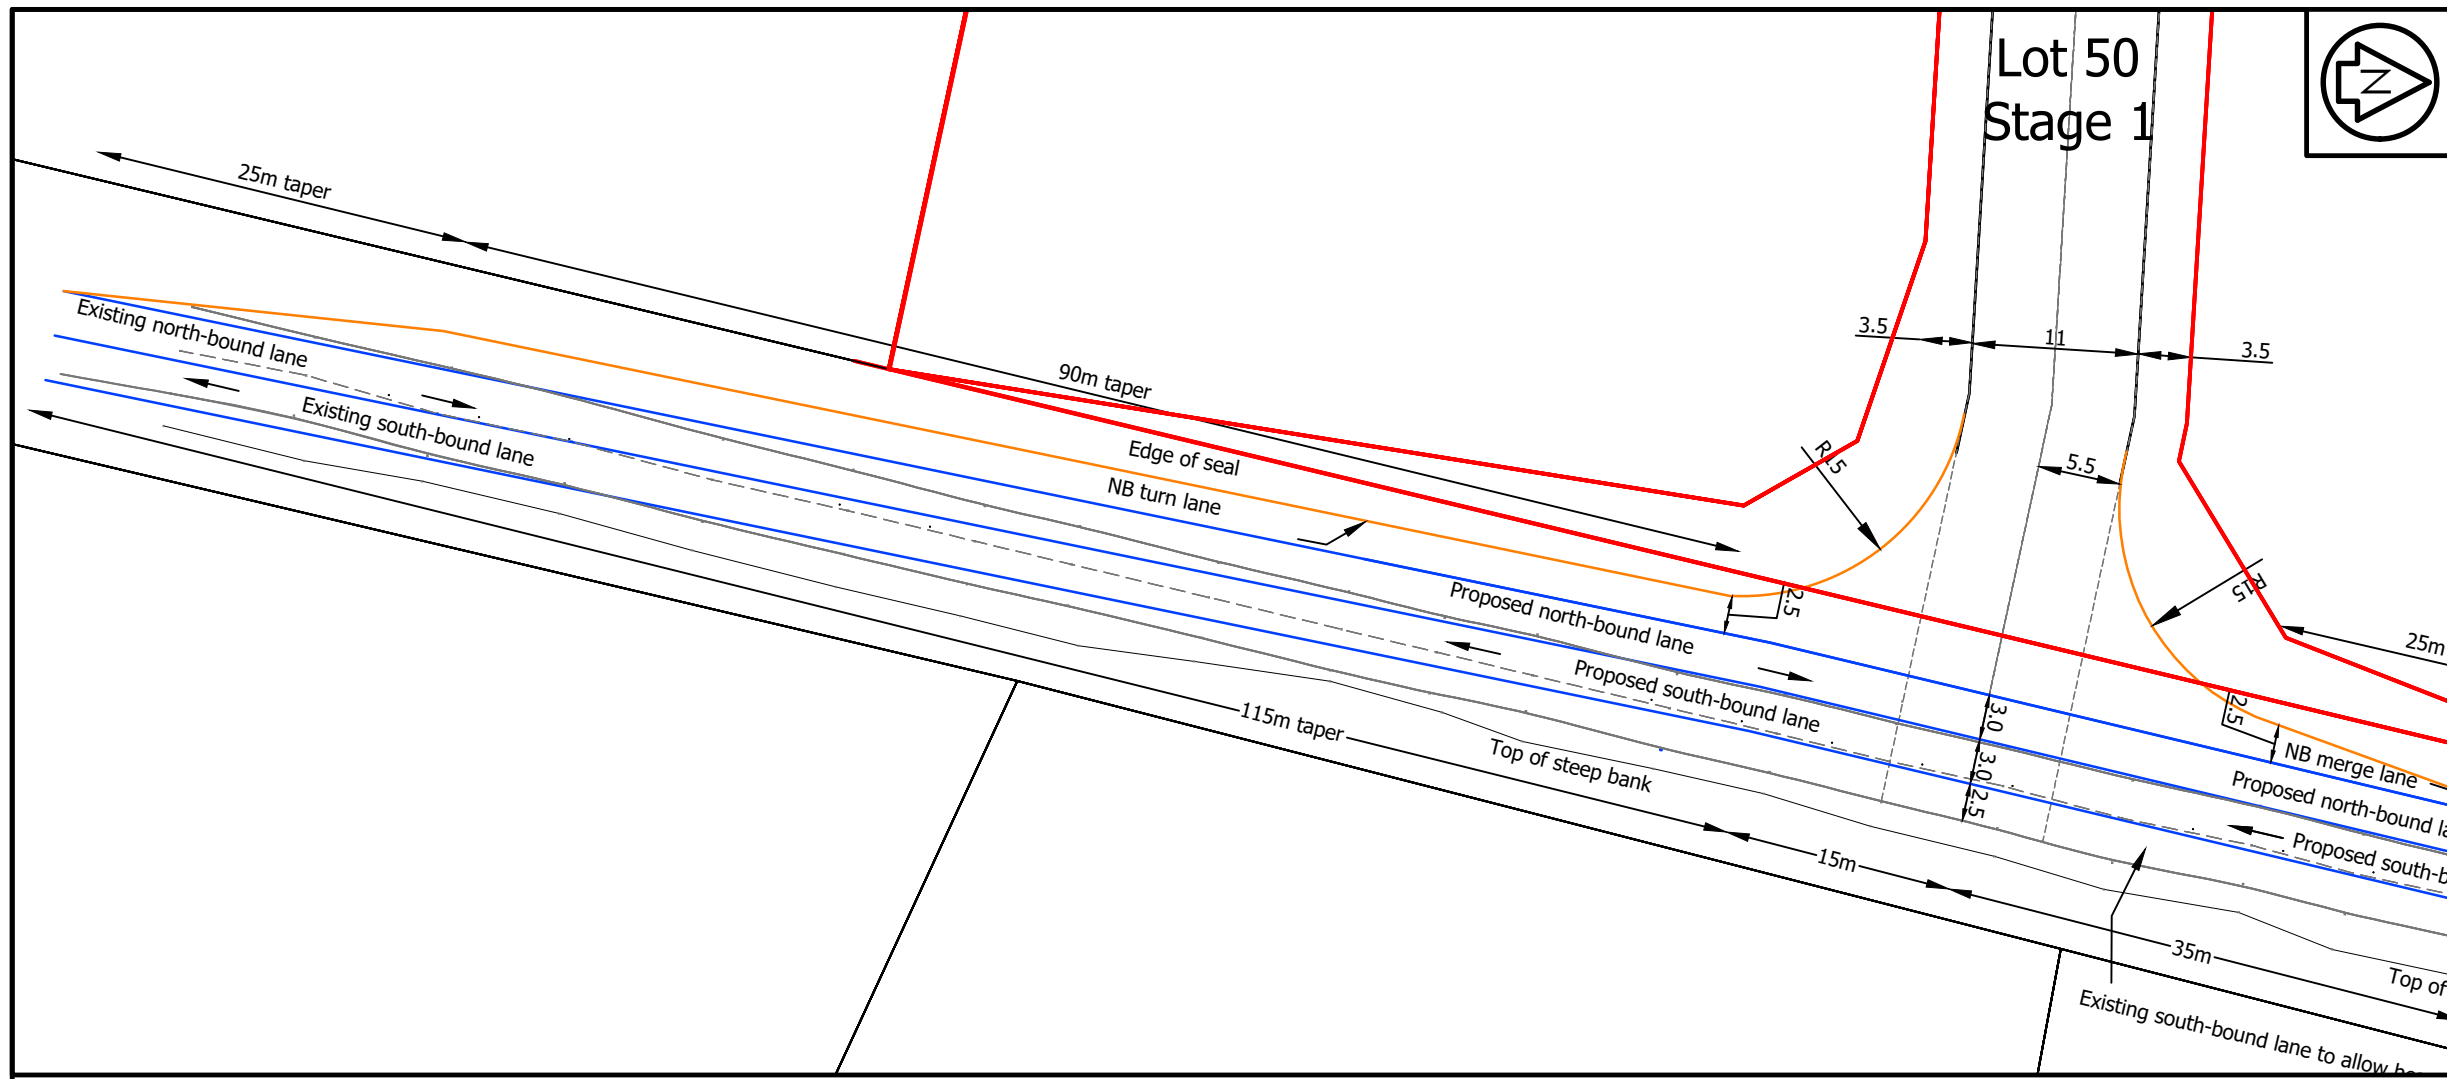 Lot 50
Stage 1
N
25m taper
Existing north-bound lane
Existing south-bound lane
90m taper
Edge of seal
NB turn lane
3.5
11
3.5
R15
5.5
R15
2.5
25m
Proposed north-bound lane
Proposed south-bound lane
115m taper
Top of steep bank
3.0
3.0
2.5
2.5
NB merge lane
Proposed north-bound
Proposed south-b
15m
35m
Top of
Existing south-bound lane to allow